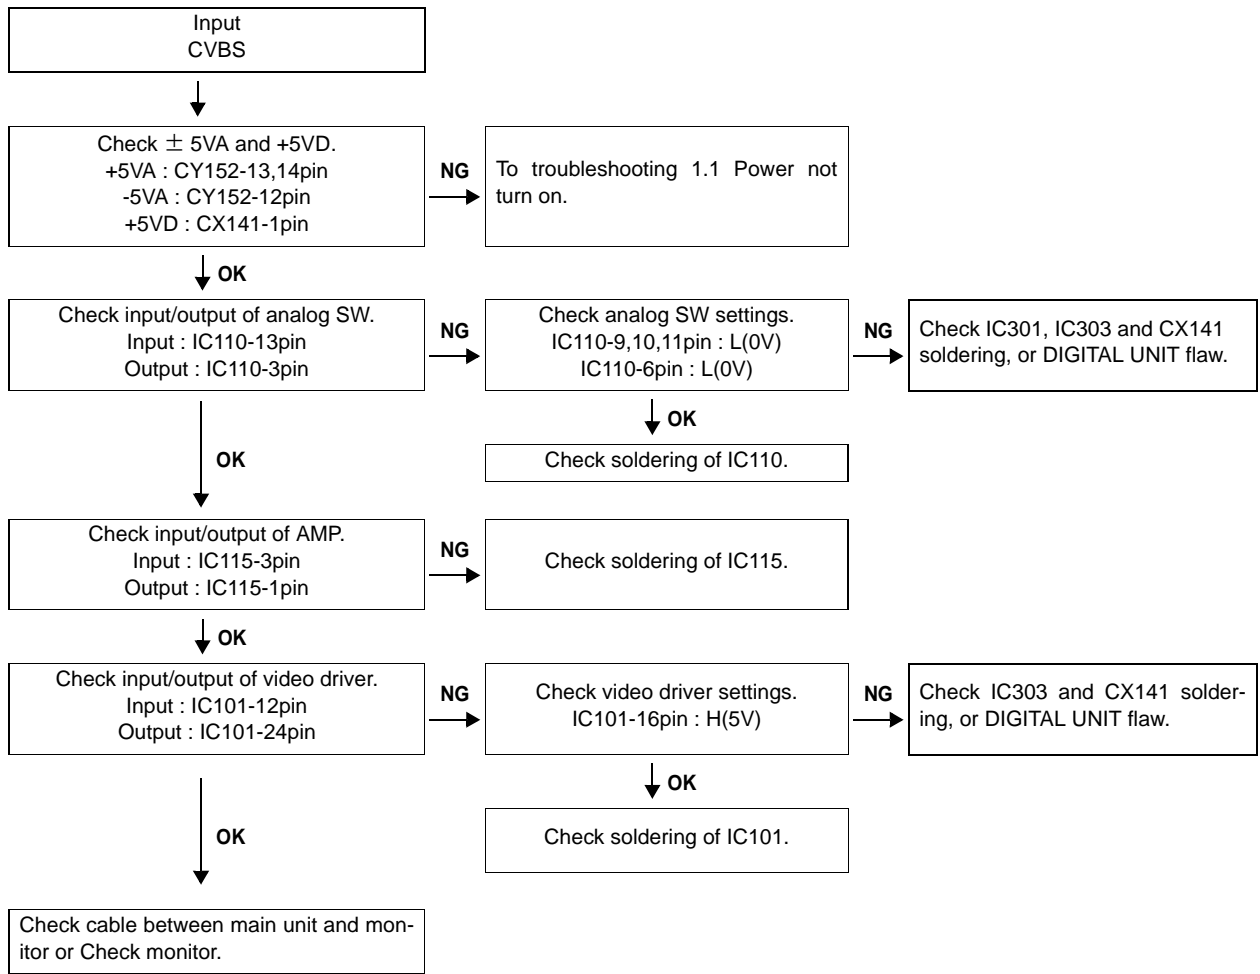 Input
CVBS
Check ± 5VA and +5VD.
+5VA : CY152-13,14pin
-5VA : CY152-12pin
+5VD : CX141-1pin
NG
To troubleshooting 1.1 Power not
turn on.
OK
Check input/output of analog SW.
Input : IC110-13pin
Output : IC110-3pin
NG
Check analog SW settings.
IC110-9,10,11pin : L(0V)
IC110-6pin : L(0V)
NG
Check IC301, IC303 and CX141
soldering, or DIGITAL UNIT flaw.
OK
Check soldering of IC110.
OK
Check input/output of AMP.
Input : IC115-3pin
Output : IC115-1pin
NG
Check soldering of IC115.
OK
Check input/output of video driver.
Input : IC101-12pin
Output : IC101-24pin
NG
Check video driver settings.
IC101-16pin : H(5V)
NG
Check IC303 and CX141 solder-
ing, or DIGITAL UNIT flaw.
OK
Check soldering of IC101.
OK
Check cable between main unit and mon-
itor or Check monitor.